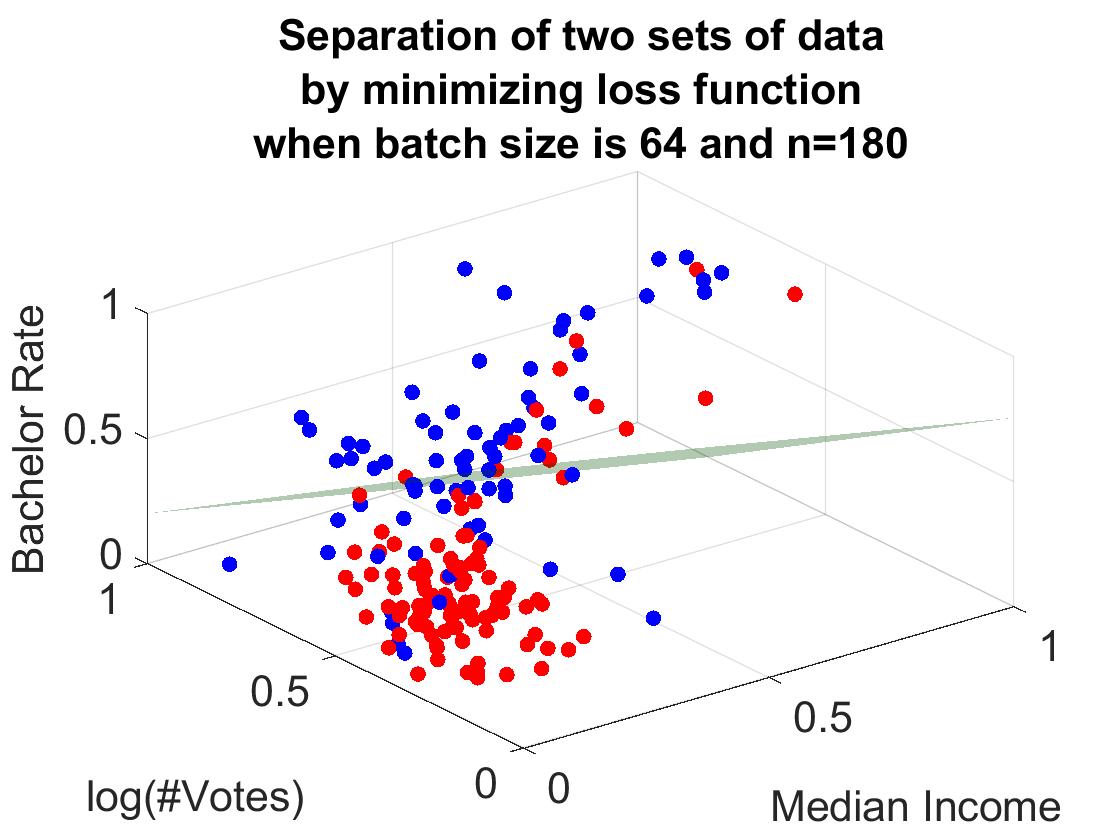 Separation of two sets of data
by minimizing loss function
when batch size is 64 and n=180
1
0.5
0
Bachelor Rate
1
0.5
0
log(#Votes)
0
0.5
1
Median Income